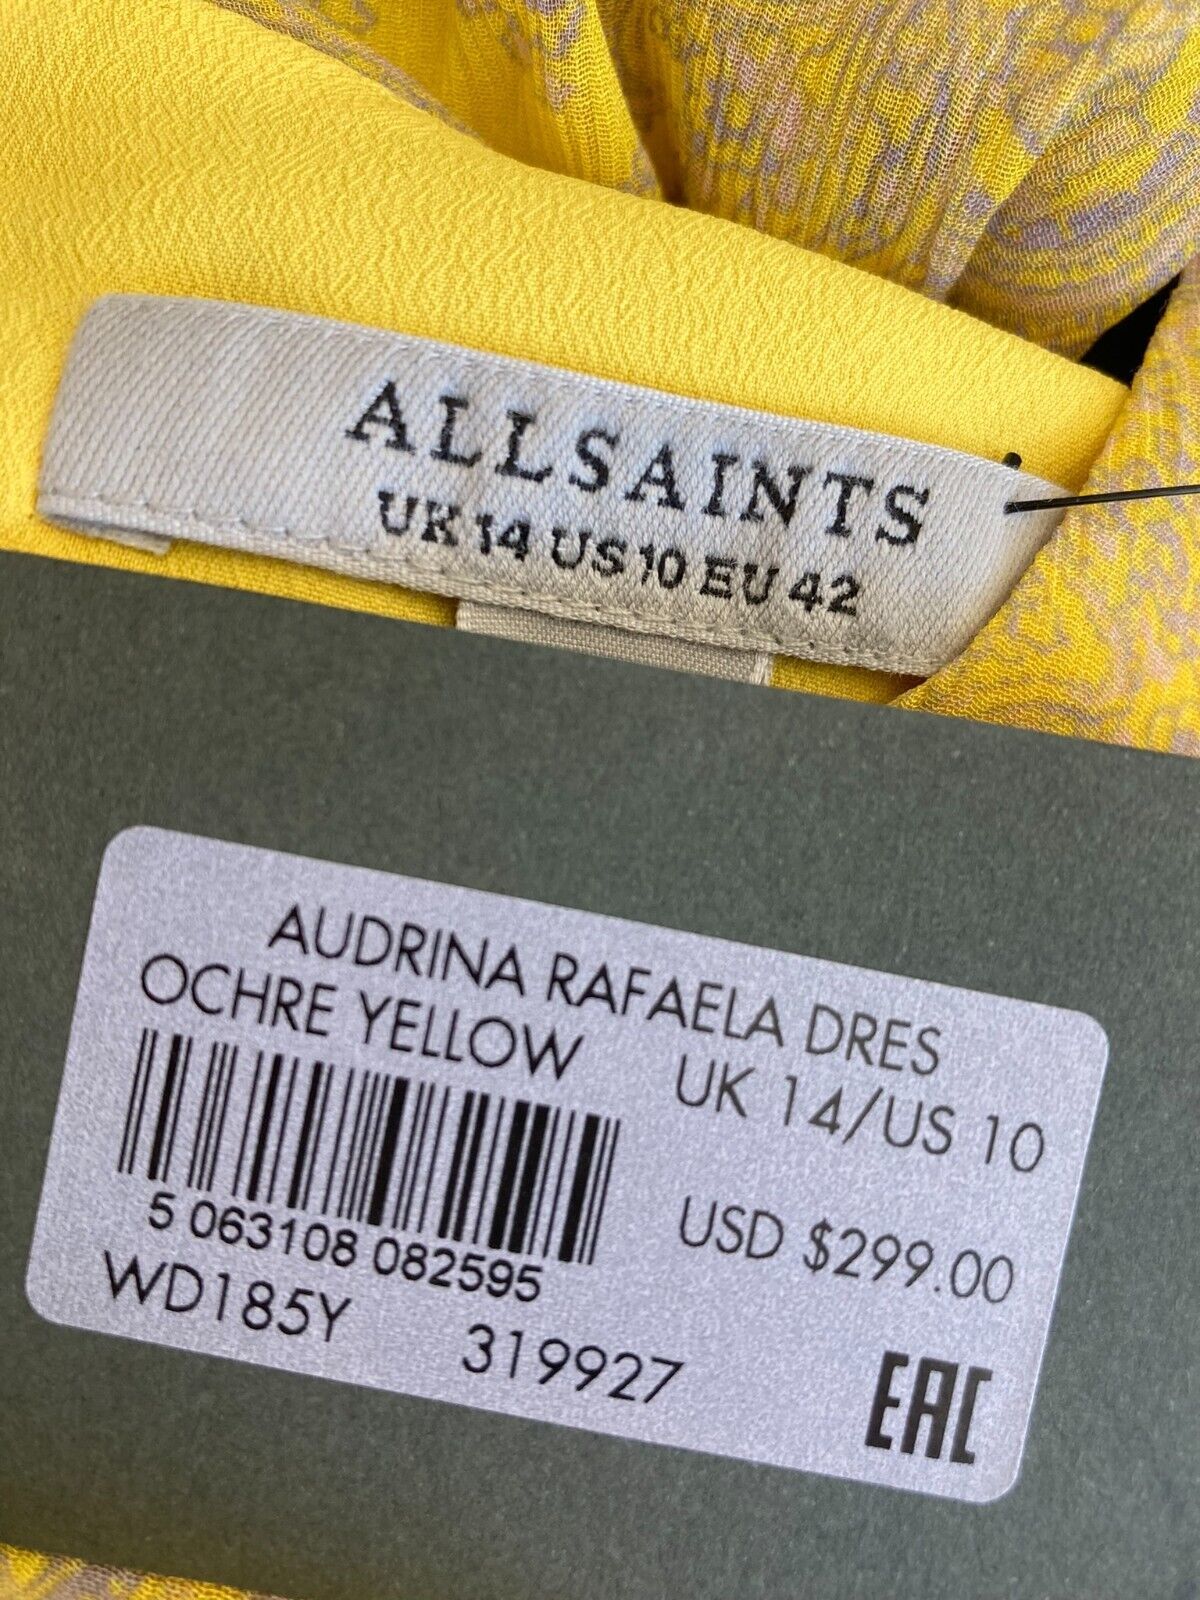 ALLSAINTS
UK 14 US 10 EU 42
AUDRINA RAFAELA DRES
OCHRE YELLOW
UK 14/US 10
5 063108 082595
USD $299.00
WD185Y 319927
EAC